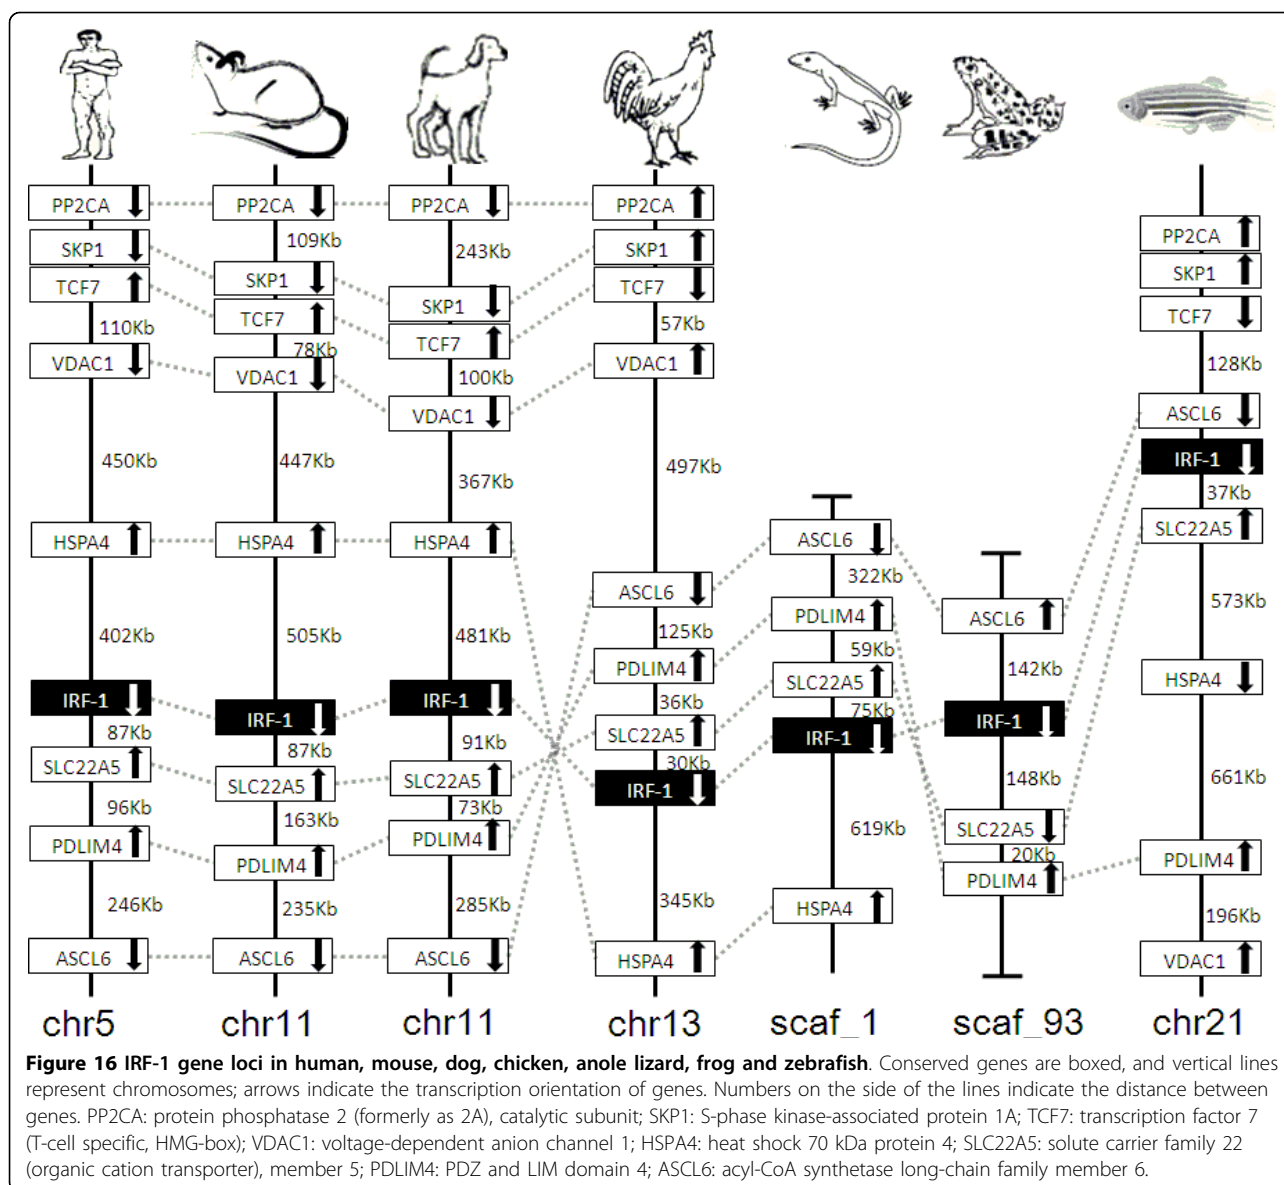 PP2CA
SKP1
TCF7
110Kb
VDAC1
450Kb
HSPA4
402Kb
IRF-1
87Kb
SLC22A5
96Kb
PDLIM4
246Kb
ASCL6
chr5
PP2CA
109Kb
SKP1
TCF7
78Kb
VDAC1
447Kb
HSPA4
505Kb
IRF-1
87Kb
SLC22A5
163Kb
PDLIM4
235Kb
ASCL6
chr11
PP2CA
243Kb
SKP1
TCF7
100Kb
VDAC1
367Kb
HSPA4
481Kb
IRF-1
91Kb
SLC22A5
73Kb
PDLIM4
285Kb
ASCL6
chr11
PP2CA
SKP1
TCF7
57Kb
VDAC1
497Kb
ASCL6
125Kb
PDLIM4
36Kb
SLC22A5
30Kb
IRF-1
345Kb
HSPA4
chr13
ASCL6
322Kb
PDLIM4
59Kb
SLC22A5
75Kb
IRF-1
619Kb
HSPA4
scaf_1
ASCL6
142Kb
IRF-1
148Kb
SLC22A5
20Kb
PDLIM4
scaf_93
PP2CA
SKP1
TCF7
128Kb
ASCL6
IRF-1
37Kb
SLC22A5
573Kb
HSPA4
661Kb
PDLIM4
196Kb
VDAC1
chr21
Figure 16 IRF-1 gene loci in human, mouse, dog, chicken, anole lizard, frog and zebrafish. Conserved genes are boxed, and vertical lines
represent chromosomes; arrows indicate the transcription orientation of genes. Numbers on the side of the lines indicate the distance between
genes. PP2CA: protein phosphatase 2 (formerly as 2A), catalytic subunit; SKP1: S-phase kinase-associated protein 1A; TCF7: transcription factor 7
(T-cell specific, HMG-box); VDAC1: voltage-dependent anion channel 1; HSPA4: heat shock 70 kDa protein 4; SLC22A5: solute carrier family 22
(organic cation transporter), member 5; PDLIM4: PDZ and LIM domain 4; ASCL6: acyl-CoA synthetase long-chain family member 6.